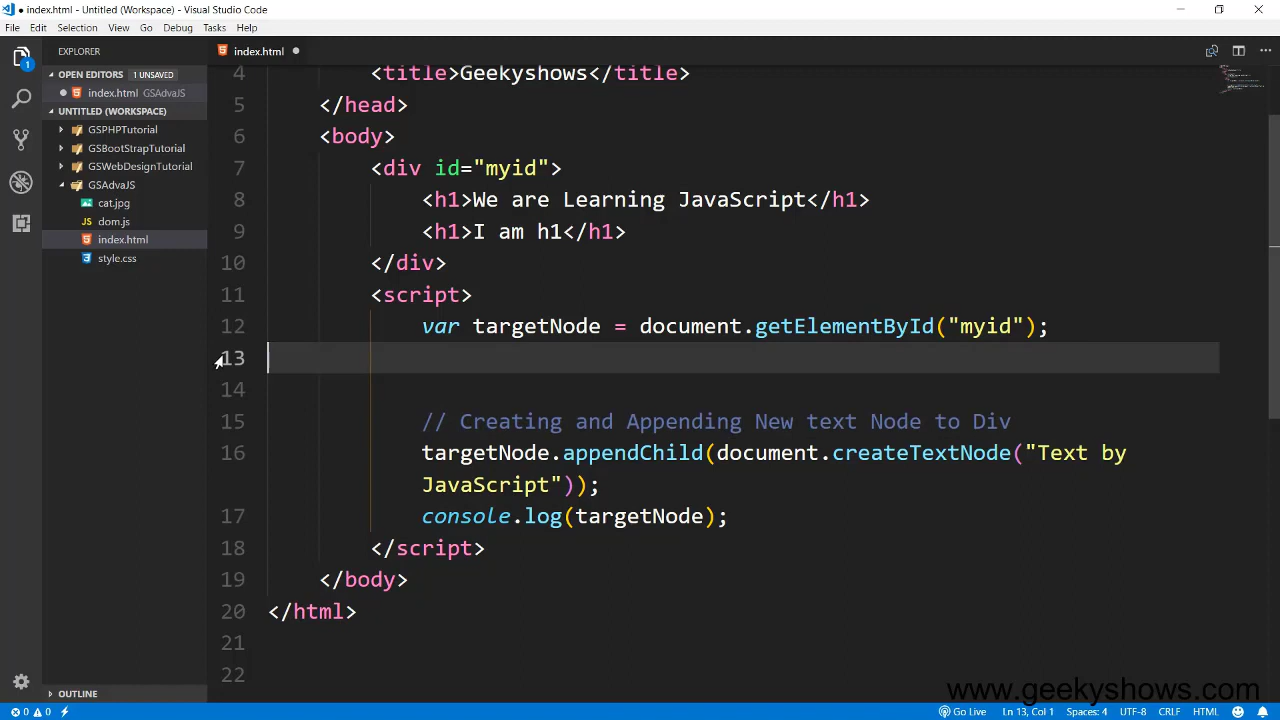 index.html - Untitled (Workspace) - Visual Studio Code
File Edit Selection View Go Debug Tasks Help
EXPLORER
index.html
OPEN EDITORS 1 UNSAVED
index.html GSAdvaJS
UNTITLED (WORKSPACE)
GSPHPTutorial
GSBootStrapTutorial
GSWebDesignTutorial
GSAdvaJS
cat.jpg
dom.js
index.html
style.css
OUTLINE
1
4 <title>Geekyshows</title>
5 </head>
6 <body>
7 <div id="myid">
8 <h1>We are Learning JavaScript</h1>
9 <h1>I am h1</h1>
10 </div>
11 <script>
12 var targetNode = document.getElementById("myid");
13
14
15 // Creating and Appending New text Node to Div
16 targetNode.appendChild(document.createTextNode("Text by
JavaScript"));
17 console.log(targetNode);
18 </script>
19 </body>
20 </html>
21
22
www.geekyshows.com
0 0 Go Live Ln 13, Col 1 Spaces: 4 UTF-8 CRLF HTML